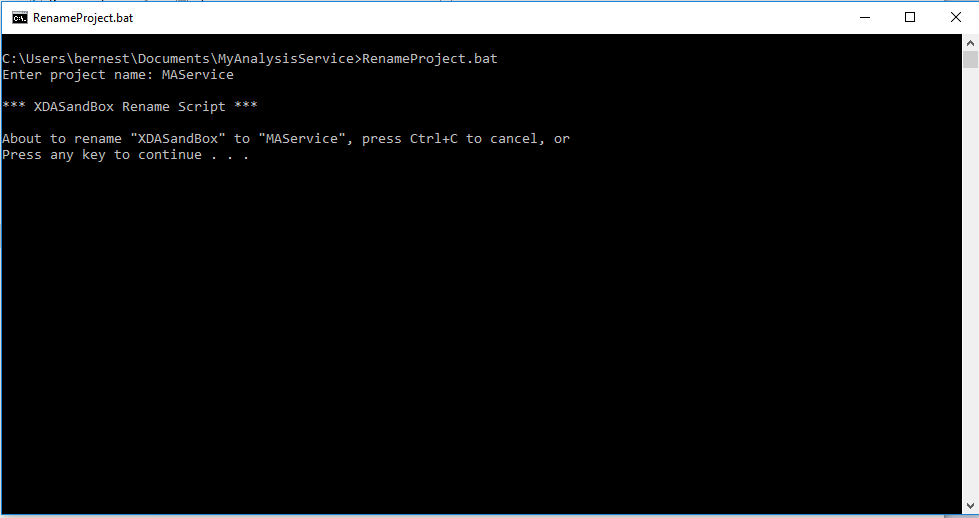 RenameProject.bat
C:\Users\bernest\Documents\MyAnalysisService>RenameProject.bat
Enter project name: MAService
*** XDASandBox Rename Script ***
About to rename "XDASandBox" to "MAService", press Ctrl+C to cancel, or
Press any key to continue . . .